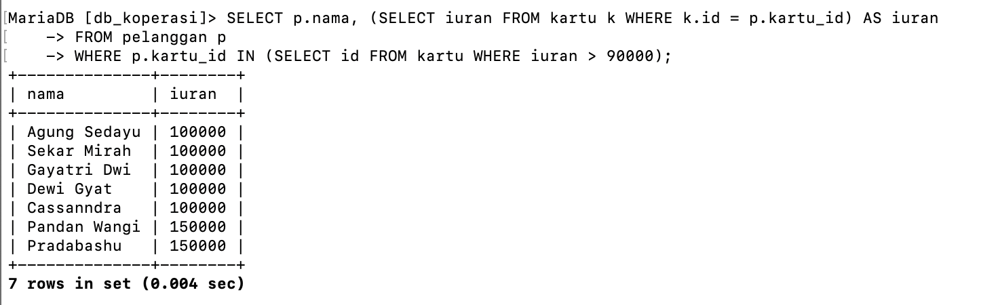 [MariaDB [db_koperasi]> SELECT p.nama, (SELECT iuran FROM kartu k WHERE k.id = p.kartu_id) AS iuran
[    -> FROM pelanggan p
[    -> WHERE p.kartu_id IN (SELECT id FROM kartu WHERE iuran > 90000);
+--------------+--------+
| nama         | iuran  |
+--------------+--------+
| Agung Sedayu | 100000 |
| Sekar Mirah  | 100000 |
| Gayatri Dwi  | 100000 |
| Dewi Gyat    | 100000 |
| Cassanndra   | 100000 |
| Pandan Wangi | 150000 |
| Pradabashu   | 150000 |
+--------------+--------+
7 rows in set (0.004 sec)